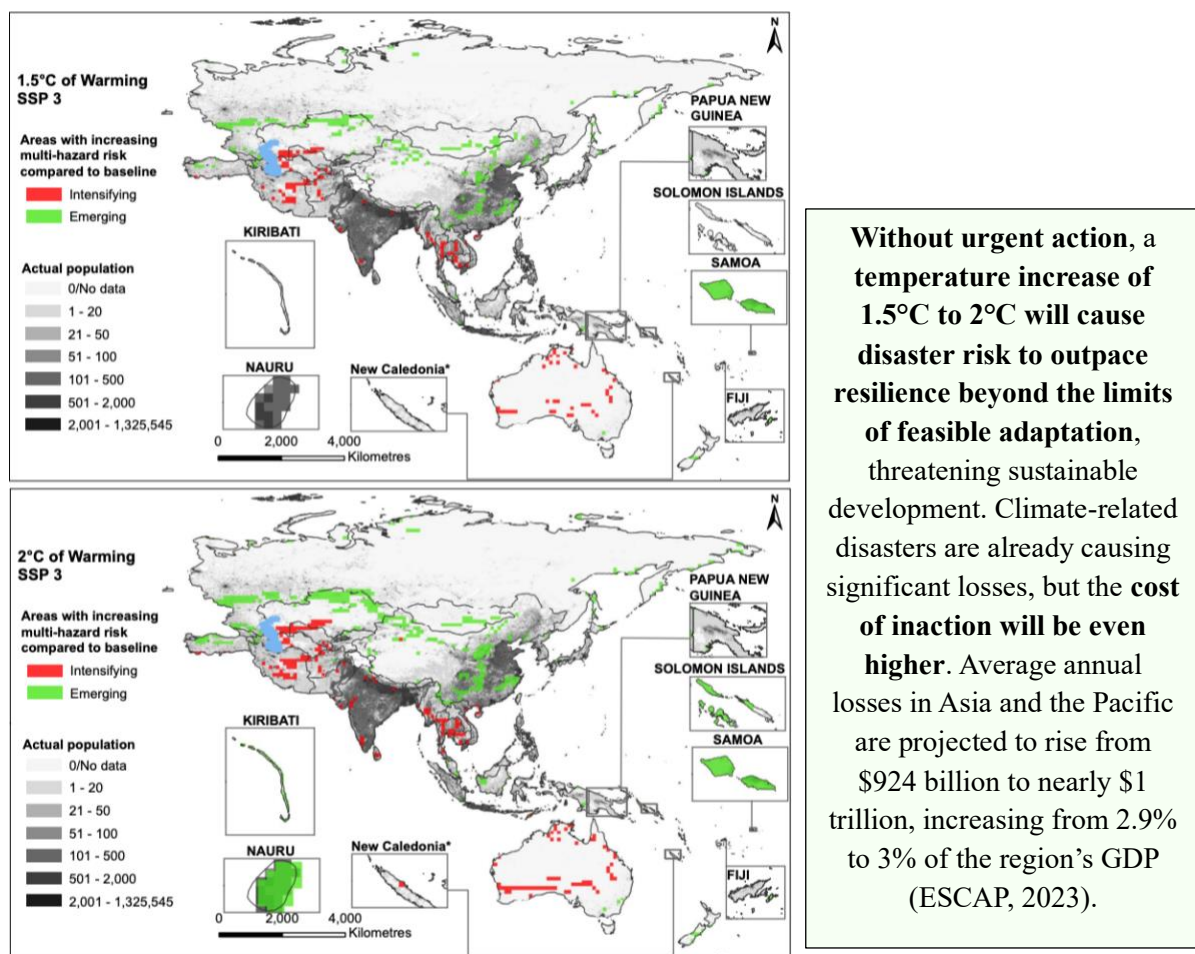 N
1.5°C of Warming
SSP 3
Areas with increasing
multi-hazard risk
compared to baseline
Intensifying
Emerging
Actual population
0/No data
1 - 20
21 - 50
51 - 100
101 - 500
501 - 2,000
2,001 - 1,325,545
KIRIBATI
NAURU
New Caledonia*
PAPUA NEW
GUINEA
SOLOMON ISLANDS
SAMOA
FIJI
0 2,000 4,000
Kilometres
N
2°C of Warming
SSP 3
Areas with increasing
multi-hazard risk
compared to baseline
Intensifying
Emerging
Actual population
0/No data
1 - 20
21 - 50
51 - 100
101 - 500
501 - 2,000
2,001 - 1,325,545
KIRIBATI
NAURU
New Caledonia*
PAPUA NEW
GUINEA
SOLOMON ISLANDS
SAMOA
FIJI
0 2,000 4,000
Kilometres
Without urgent action, a
temperature increase of
1.5°C to 2°C will cause
disaster risk to outpace
resilience beyond the limits
of feasible adaptation,
threatening sustainable
development. Climate-related
disasters are already causing
significant losses, but the cost
of inaction will be even
higher. Average annual
losses in Asia and the Pacific
are projected to rise from
$924 billion to nearly $1
trillion, increasing from 2.9%
to 3% of the region’s GDP
(ESCAP, 2023).